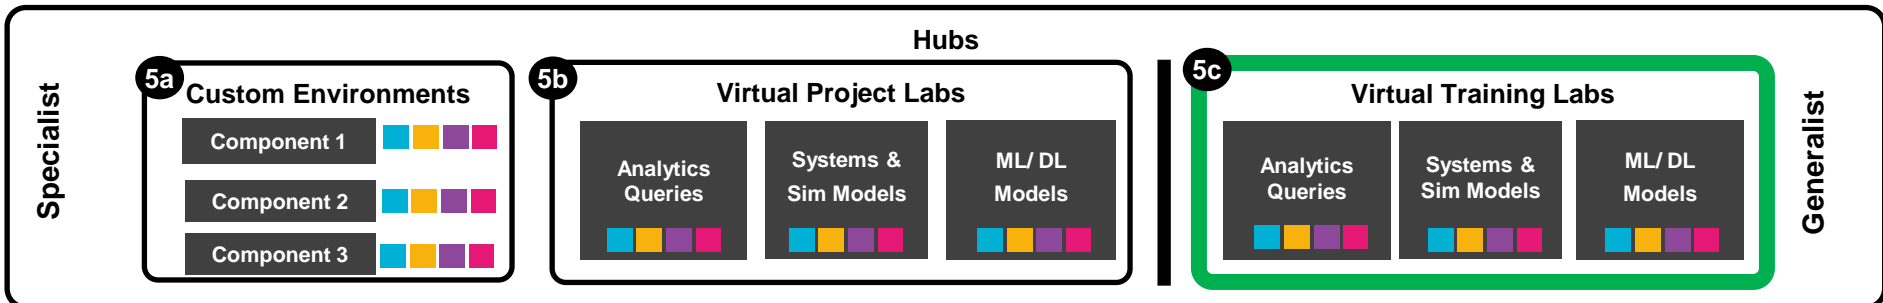 Hubs
Specialist
5a
Custom Environments
Component 1
Component 2
Component 3
5b
Virtual Project Labs
Analytics
Queries
Systems &
Sim Models
ML/ DL
Models
5c
Virtual Training Labs
Analytics
Queries
Systems &
Sim Models
ML/ DL
Models
Generalist